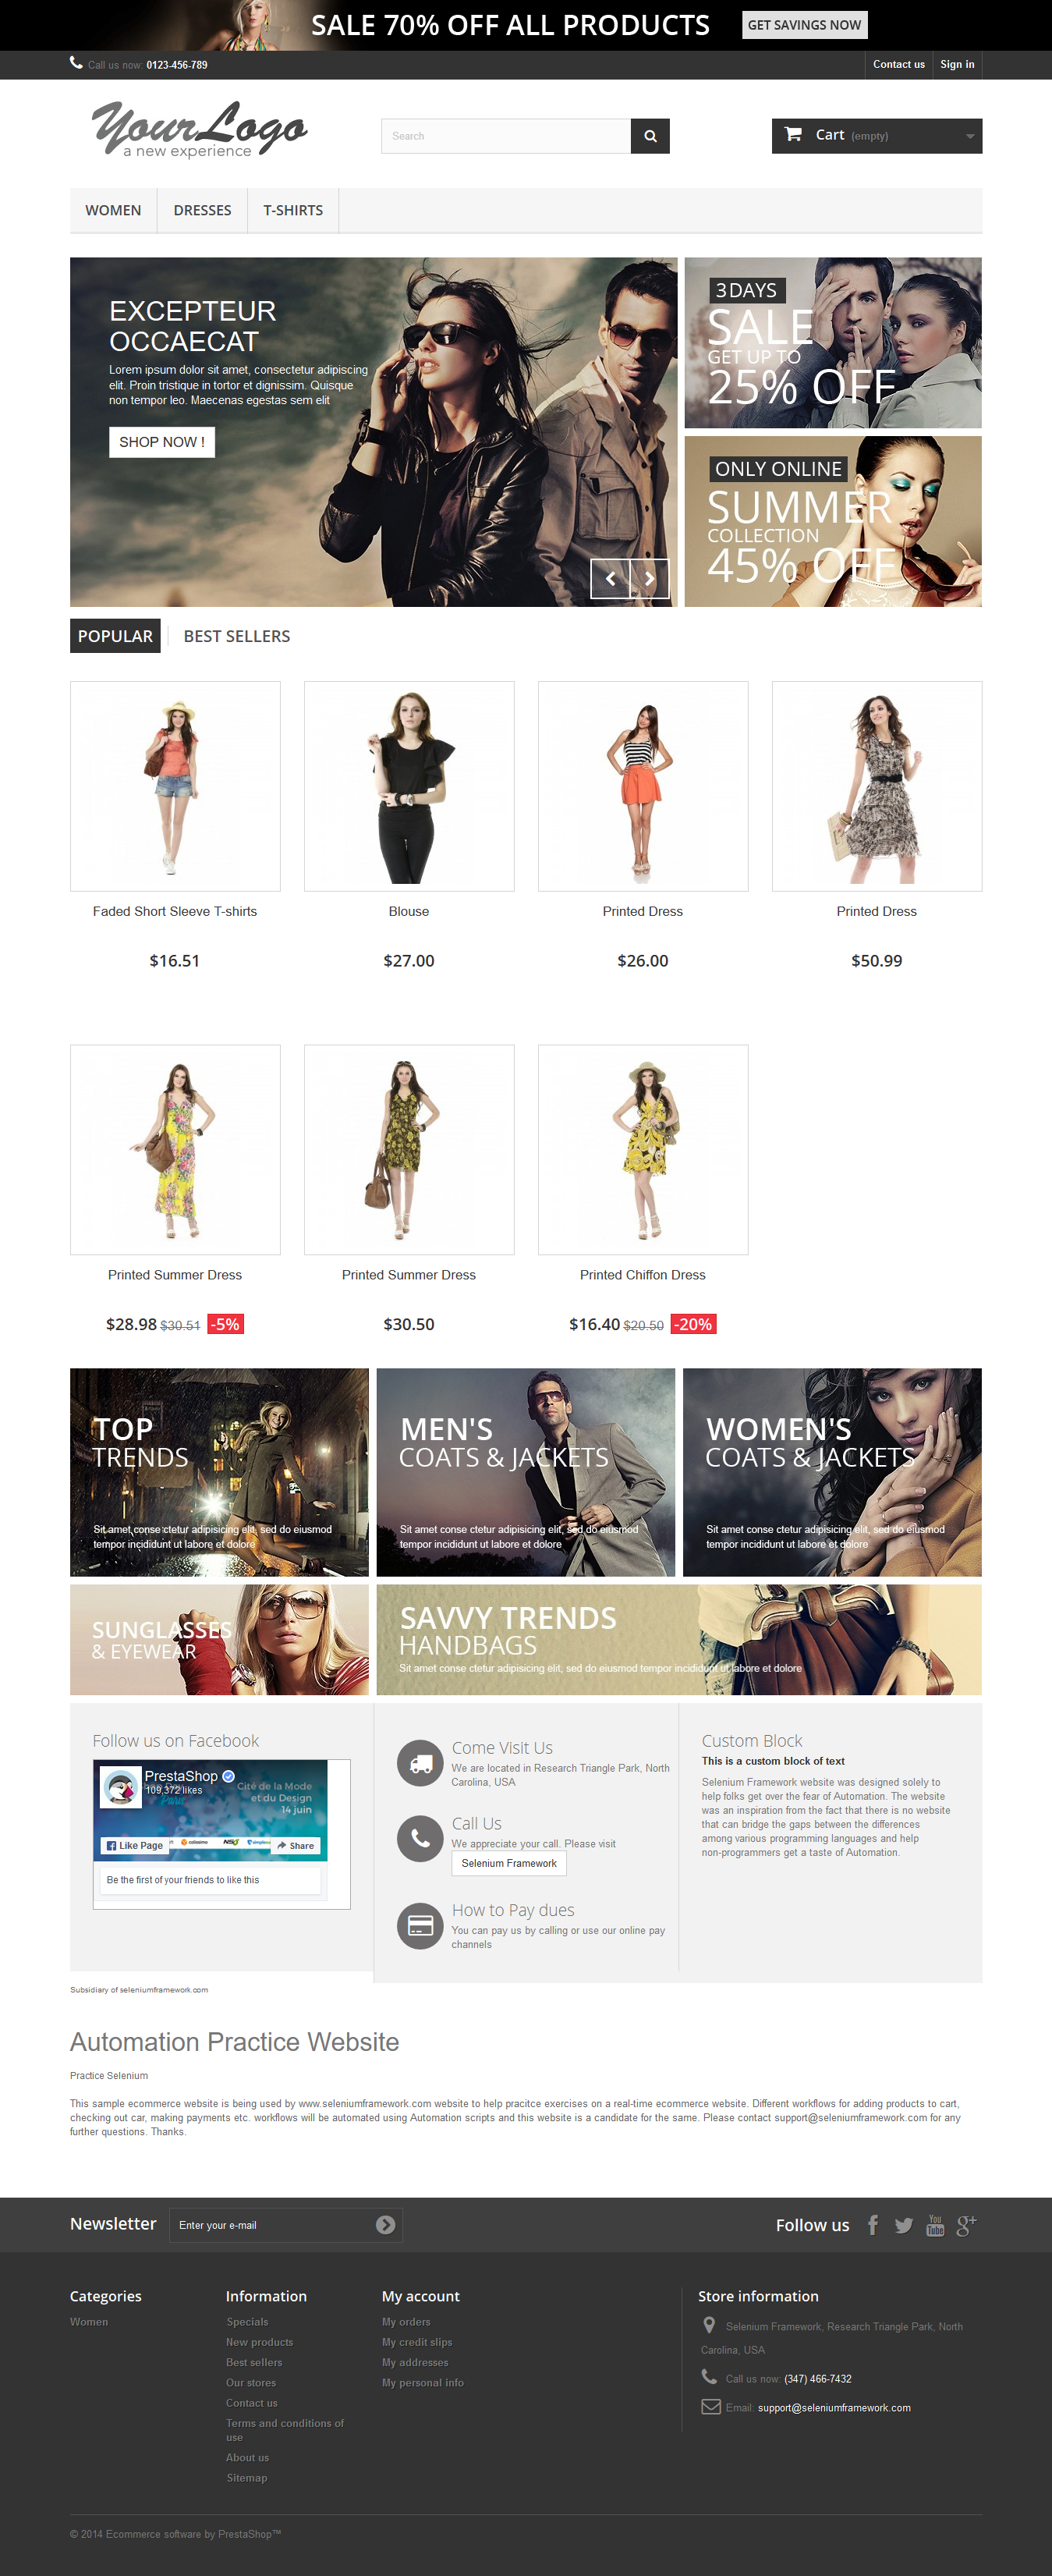 SALE 70% OFF ALL PRODUCTS
GET SAVINGS NOW
Call us now: 0123-456-789
Contact us
Sign in
YourLogo
a new experience
Search
Cart (empty)
WOMEN
DRESSES
T-SHIRTS
EXCEPTEUR
OCCAECAT
Lorem ipsum dolor sit amet, consectetur adipiscing
elit. Proin tristique in tortor et dignissim. Quisque
non tempor leo. Maecenas egestas sem elit
SHOP NOW !
3 DAYS
SALE
GET UP TO
25% OFF
ONLY ONLINE
SUMMER
COLLECTION
45% OFF
POPULAR
BEST SELLERS
Faded Short Sleeve T-shirts
$16.51
Blouse
$27.00
Printed Dress
$26.00
Printed Dress
$50.99
Printed Summer Dress
$28.98 $30.51 -5%
Printed Summer Dress
$30.50
Printed Chiffon Dress
$16.40 $20.50 -20%
TOP
TRENDS
Sit amet conse ctetur adipisicing elit, sed do eiusmod
tempor incididunt ut labore et dolore
MEN'S
COATS & JACKETS
Sit amet conse ctetur adipisicing elit, sed do eiusmod
tempor incididunt ut labore et dolore
WOMEN'S
COATS & JACKETS
Sit amet conse ctetur adipisicing elit, sed do eiusmod
tempor incididunt ut labore et dolore
SUNGLASSES
& EYEWEAR
SAVVY TRENDS
HANDBAGS
Sit amet conse ctetur adipisicing elit, sed do eiusmod tempor incididunt ut labore et dolore
Follow us on Facebook
PrestaShop
109,372 likes
Paris
Cité de la Mode
et du Design
14 juin
Like Page
Share
Be the first of your friends to like this
Come Visit Us
We are located in Research Triangle Park, North
Carolina, USA
Call Us
We appreciate your call. Please visit
Selenium Framework
How to Pay dues
You can pay us by calling or use our online pay
channels
Custom Block
This is a custom block of text
Selenium Framework website was designed solely to
help folks get over the fear of Automation. The website
was an inspiration from the fact that there is no website
that can bridge the gaps between the differences
among various programming languages and help
non-programmers get a taste of Automation.
Subsidiary of seleniumframework.com
Automation Practice Website
Practice Selenium
This sample ecommerce website is being used by www.seleniumframework.com website to help pracitce exercises on a real-time ecommerce website. Different workflows for adding products to cart,
checking out car, making payments etc. workflows will be automated using Automation scripts and this website is a candidate for the same. Please contact support@seleniumframework.com for any
further questions. Thanks.
Newsletter
Enter your e-mail
Follow us
You
Tube
g+
Categories
Women
Information
Specials
New products
Best sellers
Our stores
Contact us
Terms and conditions of
use
About us
Sitemap
My account
My orders
My credit slips
My addresses
My personal info
Store information
Selenium Framework, Research Triangle Park, North
Carolina, USA
Call us now: (347) 466-7432
Email: support@seleniumframework.com
© 2014 Ecommerce software by PrestaShop™